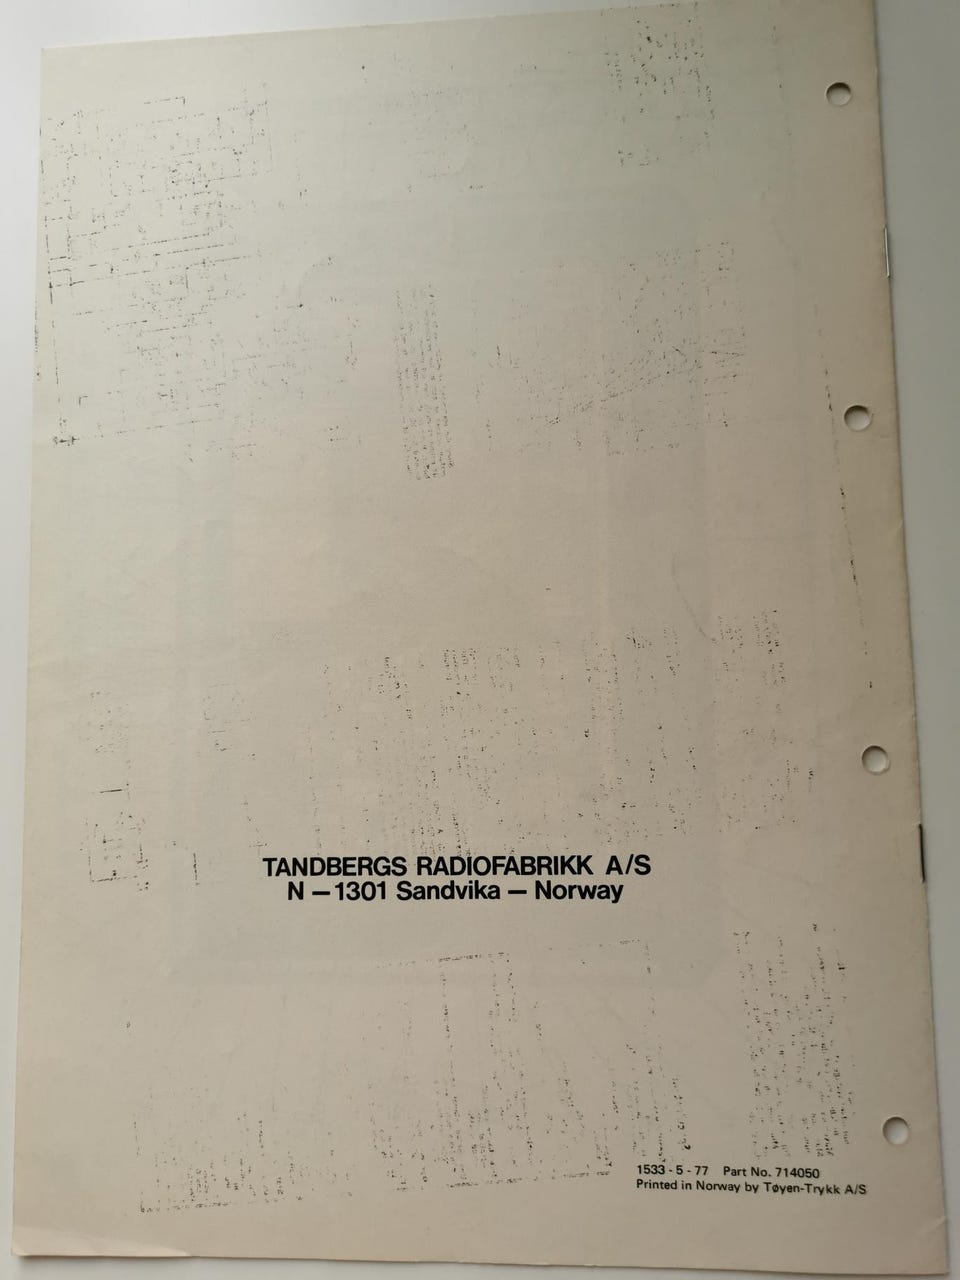 TANDBERGS RADIOFABRIKK A/S
N – 1301 Sandvika – Norway
1533 - 5 - 77 Part No. 714050
Printed in Norway by Tøyen-Trykk A/S